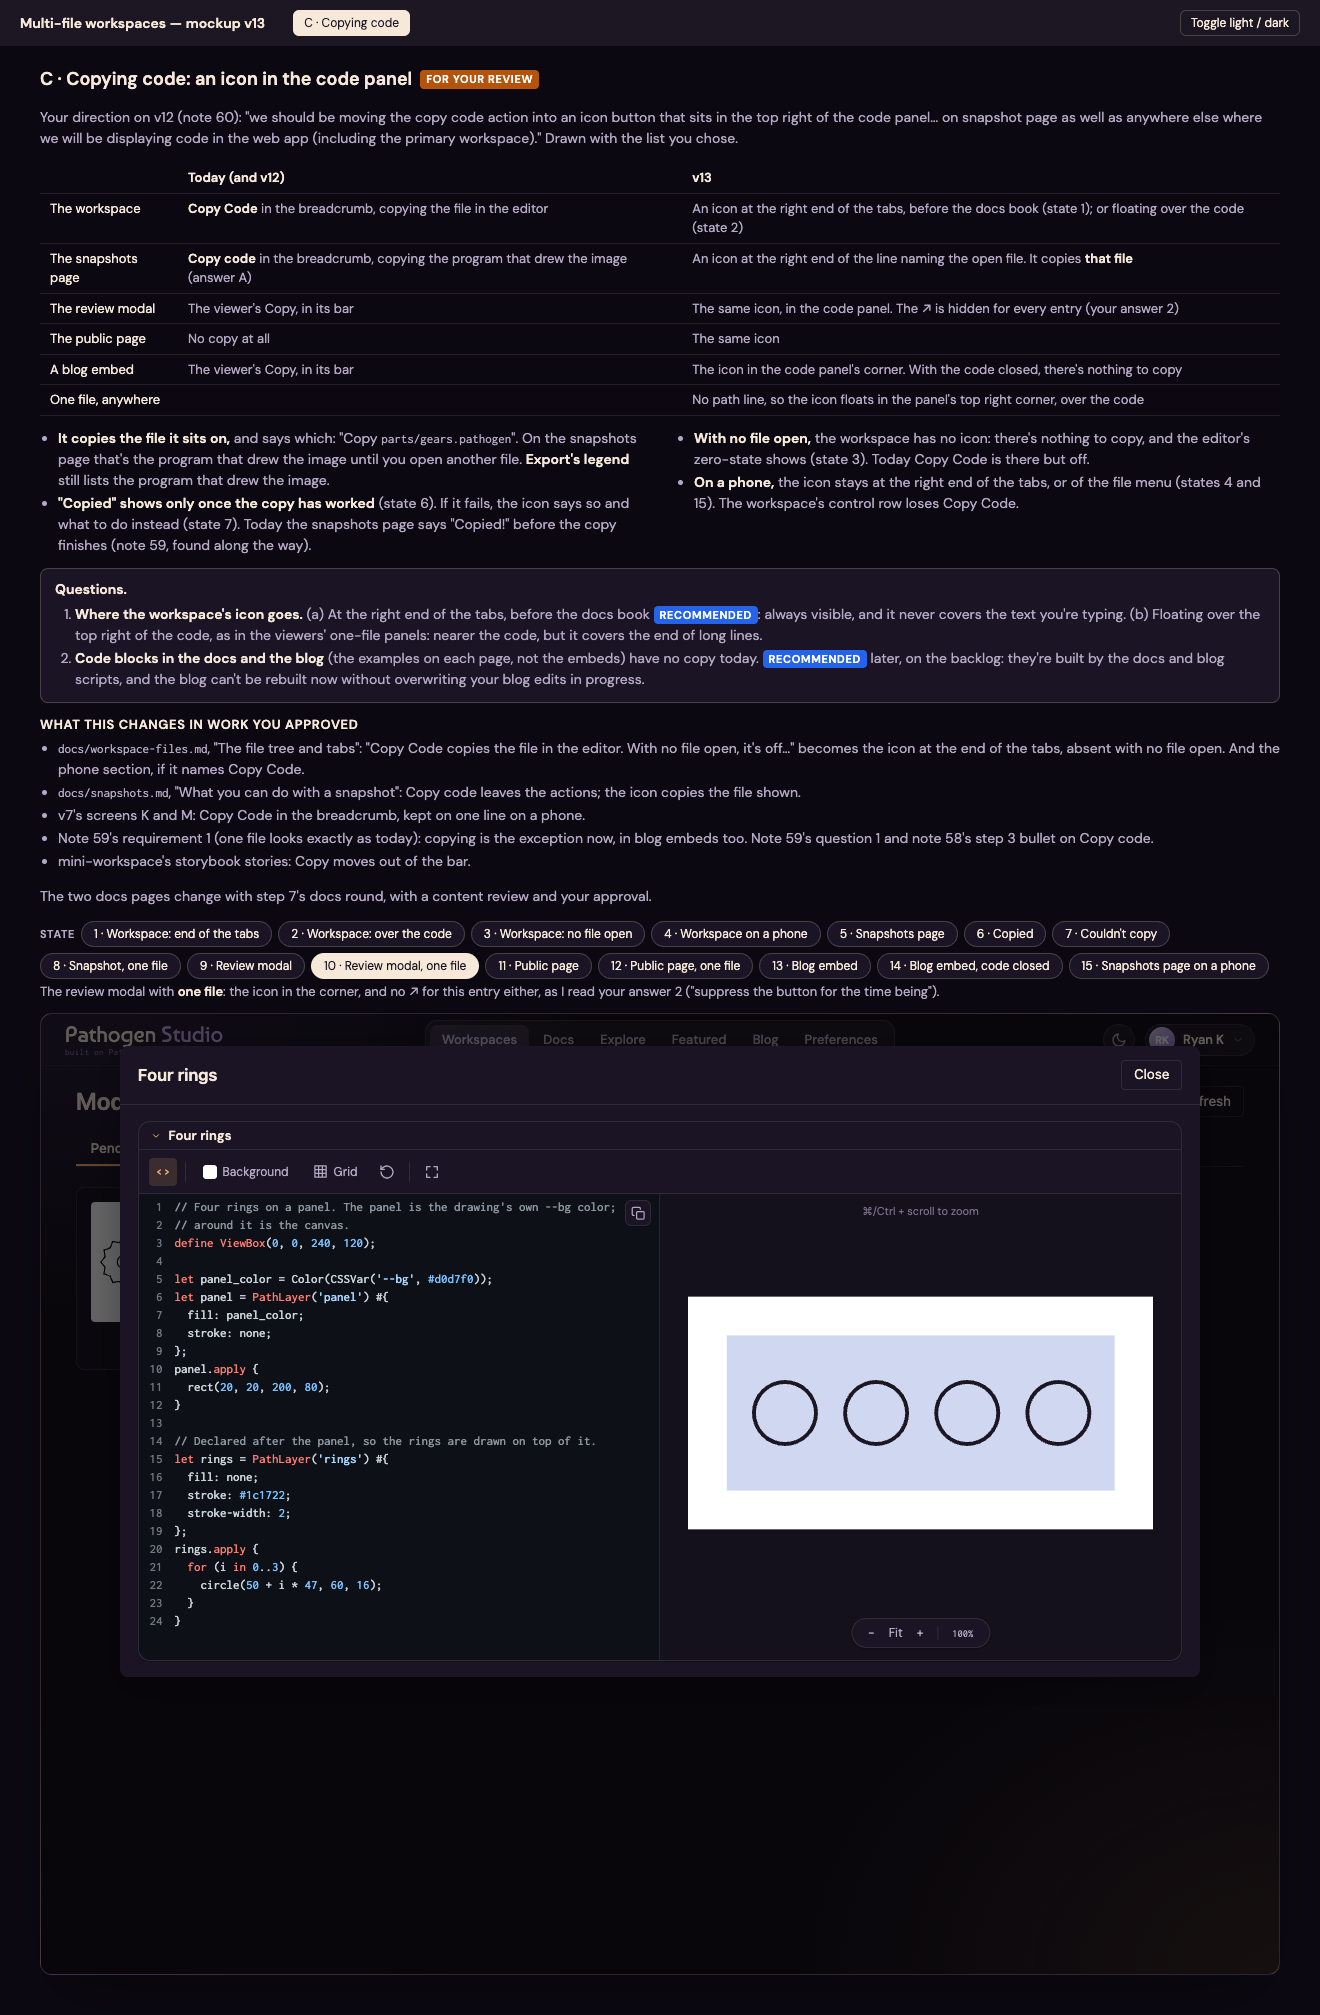 Multi-file workspaces — mockup v13
C · Copying code
Toggle light / dark
C · Copying code: an icon in the code panel FOR YOUR REVIEW
Your direction on v12 (note 60): "we should be moving the copy code action into an icon button that sits in the top right of the code panel... on snapshot page as well as anywhere else where
we will be displaying code in the web app (including the primary workspace)." Drawn with the list you chose.
Today (and v12)
v13
The workspace
Copy Code in the breadcrumb, copying the file in the editor
An icon at the right end of the tabs, before the docs book (state 1); or floating over the code
(state 2)
The snapshots
page
Copy code in the breadcrumb, copying the program that drew the image
(answer A)
An icon at the right end of the line naming the open file. It copies that file
The review modal
The viewer's Copy, in its bar
The same icon, in the code panel. The ↗ is hidden for every entry (your answer 2)
The public page
No copy at all
The same icon
A blog embed
The viewer's Copy, in its bar
The icon in the code panel's corner. With the code closed, there's nothing to copy
One file, anywhere
No path line, so the icon floats in the panel's top right corner, over the code
• It copies the file it sits on, and says which: "Copy parts/gears.pathogen". On the snapshots
page that's the program that drew the image until you open another file. Export's legend
still lists the program that drew the image.
• "Copied" shows only once the copy has worked (state 6). If it fails, the icon says so and
what to do instead (state 7). Today the snapshots page says "Copied!" before the copy
finishes (note 59, found along the way).
• With no file open, the workspace has no icon: there's nothing to copy, and the editor's
zero-state shows (state 3). Today Copy Code is there but off.
• On a phone, the icon stays at the right end of the tabs, or of the file menu (states 4 and
15). The workspace's control row loses Copy Code.
Questions.
1. Where the workspace's icon goes. (a) At the right end of the tabs, before the docs book RECOMMENDED: always visible, and it never covers the text you're typing. (b) Floating over the
top right of the code, as in the viewers' one-file panels: nearer the code, but it covers the end of long lines.
2. Code blocks in the docs and the blog (the examples on each page, not the embeds) have no copy today. RECOMMENDED later, on the backlog: they're built by the docs and blog
scripts, and the blog can't be rebuilt now without overwriting your blog edits in progress.
WHAT THIS CHANGES IN WORK YOU APPROVED
• docs/workspace-files.md, "The file tree and tabs": "Copy Code copies the file in the editor. With no file open, it's off..." becomes the icon at the end of the tabs, absent with no file open. And the
phone section, if it names Copy Code.
• docs/snapshots.md, "What you can do with a snapshot": Copy code leaves the actions; the icon copies the file shown.
• v7's screens K and M: Copy Code in the breadcrumb, kept on one line on a phone.
• Note 59's requirement 1 (one file looks exactly as today): copying is the exception now, in blog embeds too. Note 59's question 1 and note 58's step 3 bullet on Copy code.
• mini-workspace's storybook stories: Copy moves out of the bar.
The two docs pages change with step 7's docs round, with a content review and your approval.
STATE 1 · Workspace: end of the tabs 2 · Workspace: over the code 3 · Workspace: no file open 4 · Workspace on a phone 5 · Snapshots page 6 · Copied 7 · Couldn't copy
8 · Snapshot, one file 9 · Review modal 10 · Review modal, one file 11 · Public page 12 · Public page, one file 13 · Blog embed 14 · Blog embed, code closed 15 · Snapshots page on a phone
The review modal with one file: the icon in the corner, and no ↗ for this entry either, as I read your answer 2 ("suppress the button for the time being").
Pathogen Studio
built on Pa
Workspaces Docs Explore Featured Blog Preferences
RK Ryan K
Moc
fresh
Penc
Four rings
Close
Four rings
<> Background Grid
1 // Four rings on a panel. The panel is the drawing's own --bg color;
2 // around it is the canvas.
3 define ViewBox(0, 0, 240, 120);
4
5 let panel_color = Color(CSSVar('--bg', #d0d7f0));
6 let panel = PathLayer('panel') #{
7 fill: panel_color;
8 stroke: none;
9 };
10 panel.apply {
11 rect(20, 20, 200, 80);
12 }
13
14 // Declared after the panel, so the rings are drawn on top of it.
15 let rings = PathLayer('rings') #{
16 fill: none;
17 stroke: #1c1722;
18 stroke-width: 2;
19 };
20 rings.apply {
21 for (i in 0..3) {
22 circle(50 + i * 47, 60, 16);
23 }
24 }
⌘/Ctrl + scroll to zoom
− Fit + 100%